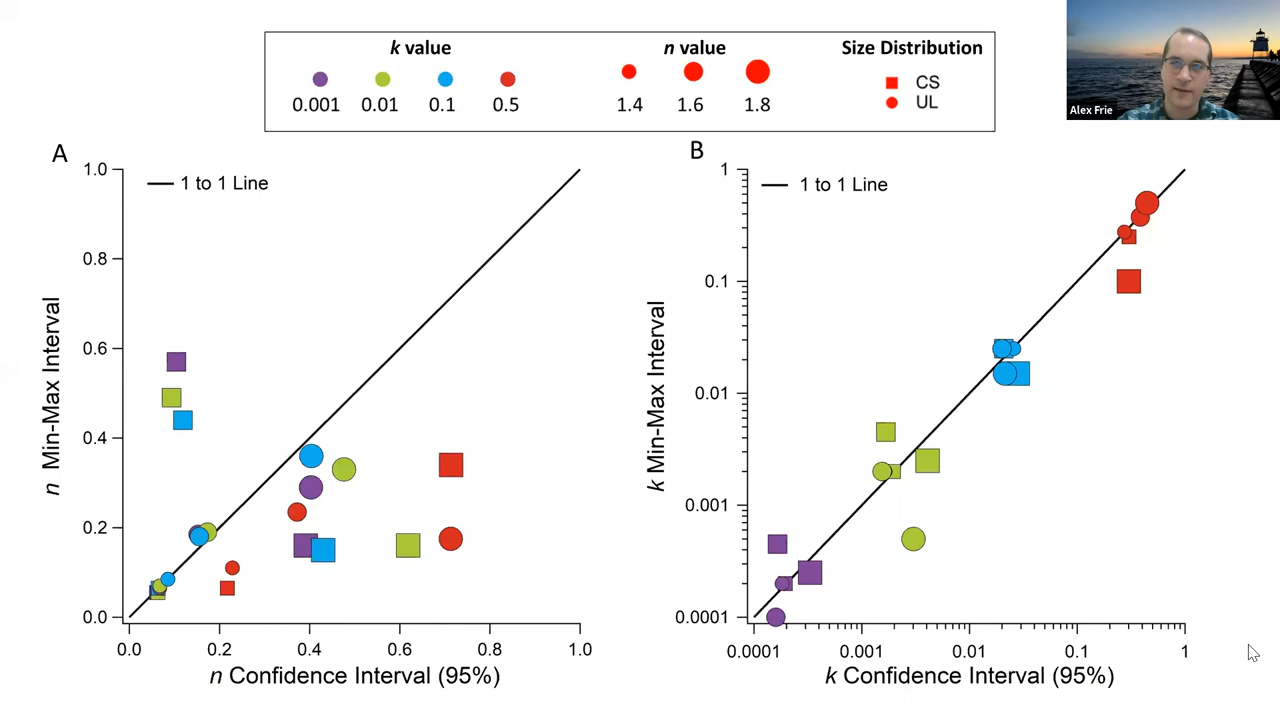 k value
n value
Size Distribution
0.001 0.01 0.1 0.5
1.4 1.6 1.8
CS
UL
Alex Frie
A
1 to 1 Line
1.0
0.8
0.6
0.4
0.2
0.0
n Min-Max Interval
0.0 0.2 0.4 0.6 0.8 1.0
n Confidence Interval (95%)
B
1 to 1 Line
1
0.1
0.01
0.001
0.0001
k Min-Max Interval
0.0001 0.001 0.01 0.1 1
k Confidence Interval (95%)